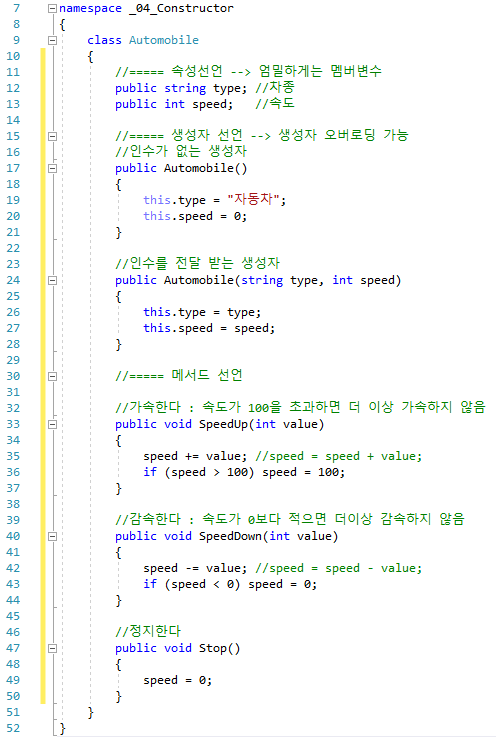 7 namespace _04_Constructor
8 {
9     class Automobile
10     {
11         //===== 속성선언 --> 엄밀하게는 멤버변수
12         public string type; //차종
13         public int speed;   //속도
14
15         //===== 생성자 선언 --> 생성자 오버로딩 가능
16         //인수가 없는 생성자
17         public Automobile()
18         {
19             this.type = "자동차";
20             this.speed = 0;
21         }
22
23         //인수를 전달 받는 생성자
24         public Automobile(string type, int speed)
25         {
26             this.type = type;
27             this.speed = speed;
28         }
29
30         //===== 메서드 선언
31
32         //가속한다 : 속도가 100을 초과하면 더 이상 가속하지 않음
33         public void SpeedUp(int value)
34         {
35             speed += value; //speed = speed + value;
36             if (speed > 100) speed = 100;
37         }
38
39         //감속한다 : 속도가 0보다 적으면 더이상 감속하지 않음
40         public void SpeedDown(int value)
41         {
42             speed -= value; //speed = speed - value;
43             if (speed < 0) speed = 0;
44         }
45
46         //정지한다
47         public void Stop()
48         {
49             speed = 0;
50         }
51     }
52 }